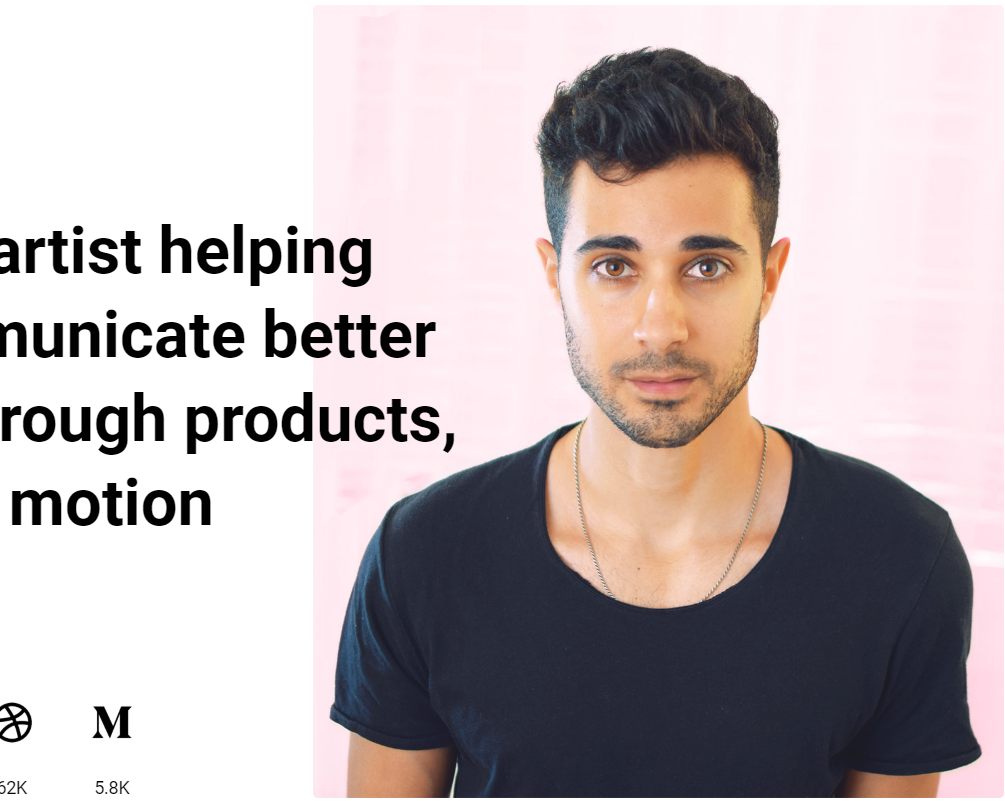 artist helping
municate better
rough products,
motion
M
62K
5.8K